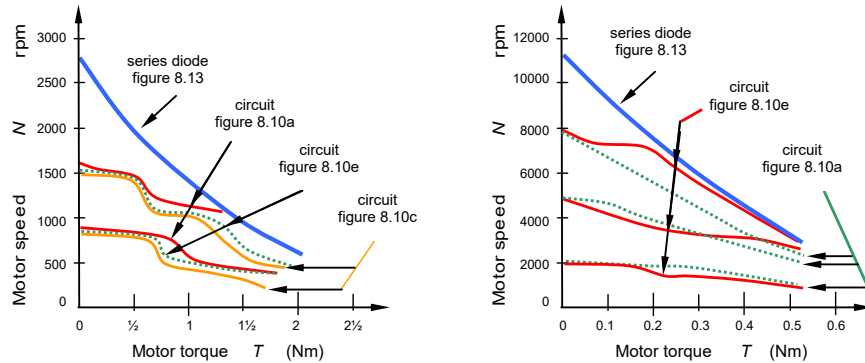 rpm
N
Motor speed
3000
2500
2000
1500
1000
500
0
series diode
figure 8.13
circuit
figure 8.10a
circuit
figure 8.10e
circuit
figure 8.10c
0 ½ 1 1½ 2 2½
Motor torque T (Nm)
rpm
N
Motor speed
12000
10000
8000
6000
4000
2000
0
series diode
figure 8.13
circuit
figure 8.10e
circuit
figure 8.10a
0 0.1 0.2 0.3 0.4 0.5 0.6
Motor torque T (Nm)